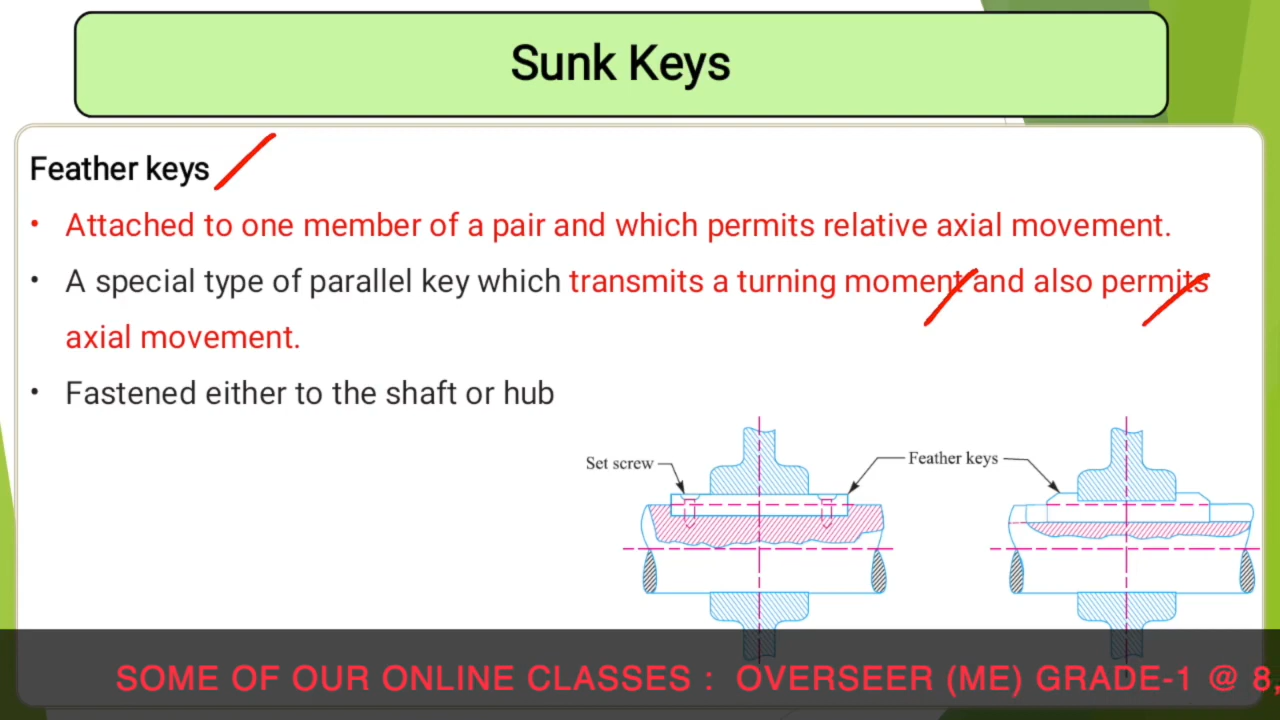 Sunk Keys
Feather keys
• Attached to one member of a pair and which permits relative axial movement.
• A special type of parallel key which transmits a turning moment and also permits
axial movement.
• Fastened either to the shaft or hub
Set screw
Feather keys
SOME OF OUR ONLINE CLASSES : OVERSEER (ME) GRADE-1 @ 8,